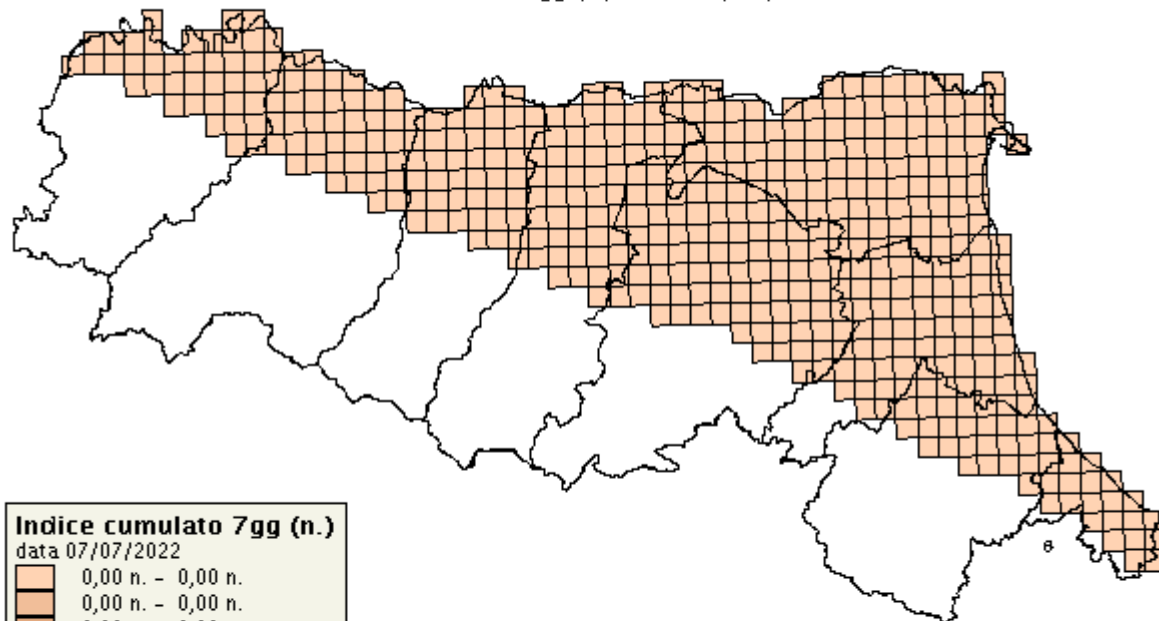 Indice cumulato 7gg (n.)
data 07/07/2022
0,00 n. - 0,00 n.
0,00 n. - 0,00 n.